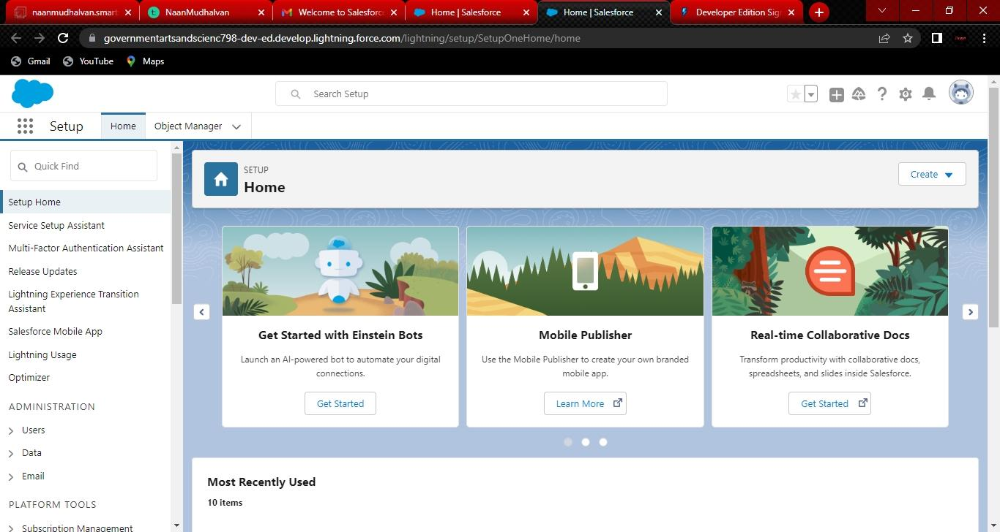 naanmudhalvan.smart
NaanMudhalvan
Welcome to Salesforc
Home | Salesforce
Home | Salesforce
Developer Edition Sig
governmentartsandscienc798-dev-ed.develop.lightning.force.com/lightning/setup/SetupOneHome/home
Gmail
YouTube
Maps
Search Setup
Setup
Home
Object Manager
Quick Find
Setup Home
Service Setup Assistant
Multi-Factor Authentication Assistant
Release Updates
Lightning Experience Transition
Assistant
Salesforce Mobile App
Lightning Usage
Optimizer
ADMINISTRATION
Users
Data
Email
PLATFORM TOOLS
Subscription Management
SETUP
Home
Create
Get Started with Einstein Bots
Launch an AI-powered bot to automate your digital
connections.
Get Started
Mobile Publisher
Use the Mobile Publisher to create your own branded
mobile app.
Learn More
Real-time Collaborative Docs
Transform productivity with collaborative docs,
spreadsheets, and slides inside Salesforce.
Get Started
Most Recently Used
10 items